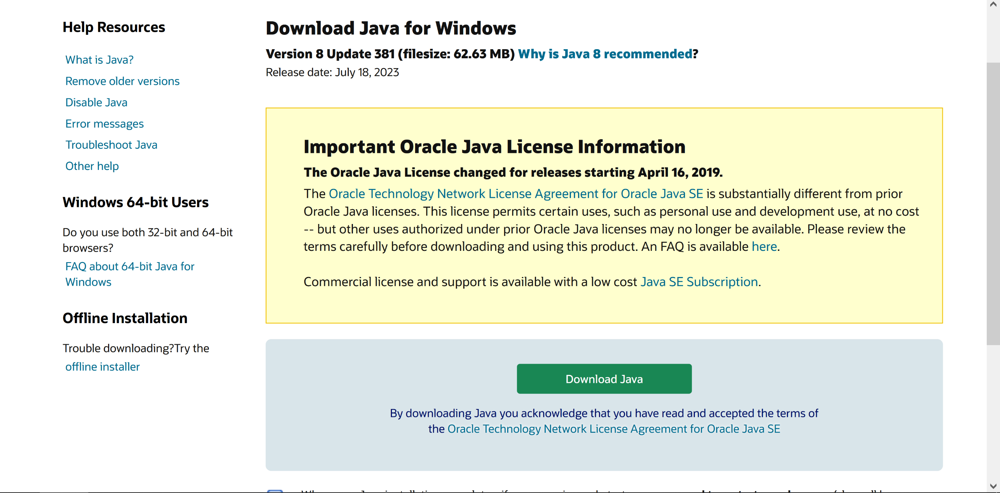 Help Resources
What is Java?
Remove older versions
Disable Java
Error messages
Troubleshoot Java
Other help
Windows 64-bit Users
Do you use both 32-bit and 64-bit
browsers?
FAQ about 64-bit Java for
Windows
Offline Installation
Trouble downloading?Try the
offline installer
Download Java for Windows
Version 8 Update 381 (filesize: 62.63 MB) Why is Java 8 recommended?
Release date: July 18, 2023
Important Oracle Java License Information
The Oracle Java License changed for releases starting April 16, 2019.
The Oracle Technology Network License Agreement for Oracle Java SE is substantially different from prior
Oracle Java licenses. This license permits certain uses, such as personal use and development use, at no cost
-- but other uses authorized under prior Oracle Java licenses may no longer be available. Please review the
terms carefully before downloading and using this product. An FAQ is available here.
Commercial license and support is available with a low cost Java SE Subscription.
Download Java
By downloading Java you acknowledge that you have read and accepted the terms of
the Oracle Technology Network License Agreement for Oracle Java SE